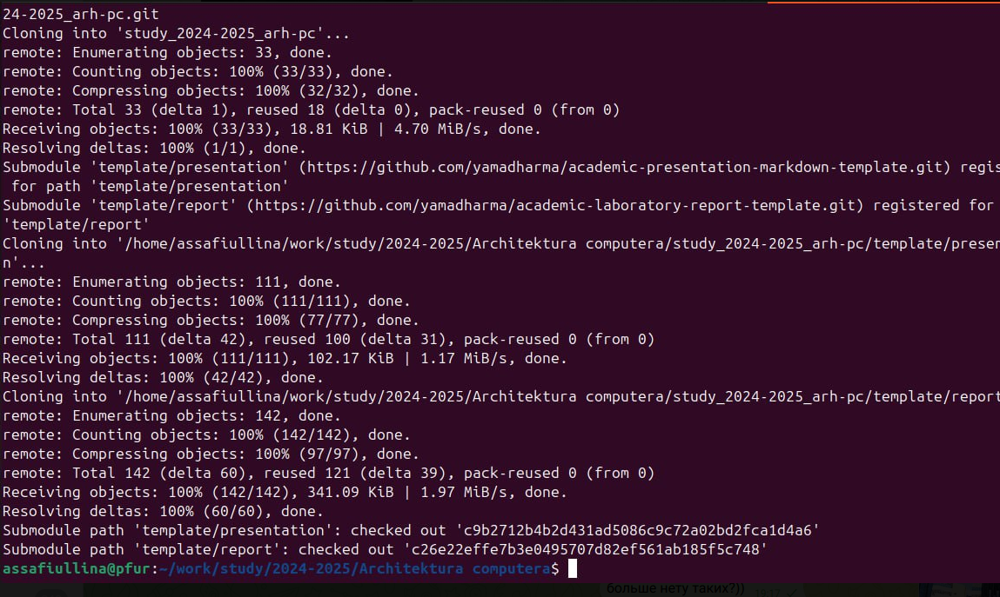 24-2025_arh-pc.git
Cloning into 'study_2024-2025_arh-pc'...
remote: Enumerating objects: 33, done.
remote: Counting objects: 100% (33/33), done.
remote: Compressing objects: 100% (32/32), done.
remote: Total 33 (delta 1), reused 18 (delta 0), pack-reused 0 (from 0)
Receiving objects: 100% (33/33), 18.81 KiB | 4.70 MiB/s, done.
Resolving deltas: 100% (1/1), done.
Submodule 'template/presentation' (https://github.com/yamadharma/academic-presentation-markdown-template.git) regis
 for path 'template/presentation'
Submodule 'template/report' (https://github.com/yamadharma/academic-laboratory-report-template.git) registered for
'template/report'
Cloning into '/home/assafiullina/work/study/2024-2025/Architektura computera/study_2024-2025_arh-pc/template/presen
n'...
remote: Enumerating objects: 111, done.
remote: Counting objects: 100% (111/111), done.
remote: Compressing objects: 100% (77/77), done.
remote: Total 111 (delta 42), reused 100 (delta 31), pack-reused 0 (from 0)
Receiving objects: 100% (111/111), 102.17 KiB | 1.17 MiB/s, done.
Resolving deltas: 100% (42/42), done.
Cloning into '/home/assafiullina/work/study/2024-2025/Architektura computera/study_2024-2025_arh-pc/template/report
remote: Enumerating objects: 142, done.
remote: Counting objects: 100% (142/142), done.
remote: Compressing objects: 100% (97/97), done.
remote: Total 142 (delta 60), reused 121 (delta 39), pack-reused 0 (from 0)
Receiving objects: 100% (142/142), 341.09 KiB | 1.97 MiB/s, done.
Resolving deltas: 100% (60/60), done.
Submodule path 'template/presentation': checked out 'c9b2712b4b2d431ad5086c9c72a02bd2fca1d4a6'
Submodule path 'template/report': checked out 'c26e22effe7b3e0495707d82ef561ab185f5c748'
assafiullina@pfur:~/work/study/2024-2025/Architektura computera$
больше нету таких?)) 19:17